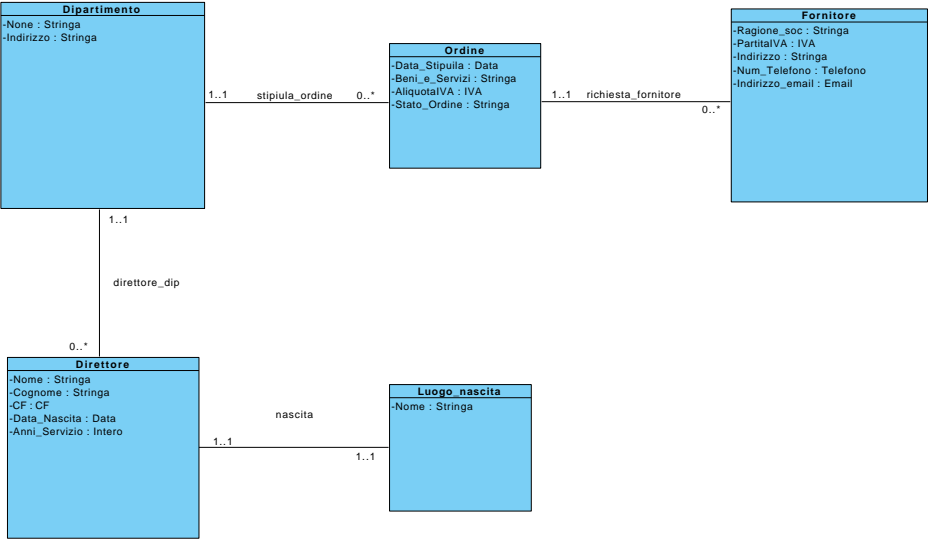 Dipartimento
-None : Stringa
-Indirizzo : Stringa
1..1
stipiula_ordine
0..*
Ordine
-Data_Stipuila : Data
-Beni_e_Servizi : Stringa
-AliquotaIVA : IVA
-Stato_Ordine : Stringa
1..1
richiesta_fornitore
0..*
Fornitore
-Ragione_soc : Stringa
-PartitaIVA : IVA
-Indirizzo : Stringa
-Num_Telefono : Telefono
-Indirizzo_email : Email
1..1
direttore_dip
0..*
Direttore
-Nome : Stringa
-Cognome : Stringa
-CF : CF
-Data_Nascita : Data
-Anni_Servizio : Intero
nascita
1..1
1..1
Luogo_nascita
-Nome : Stringa